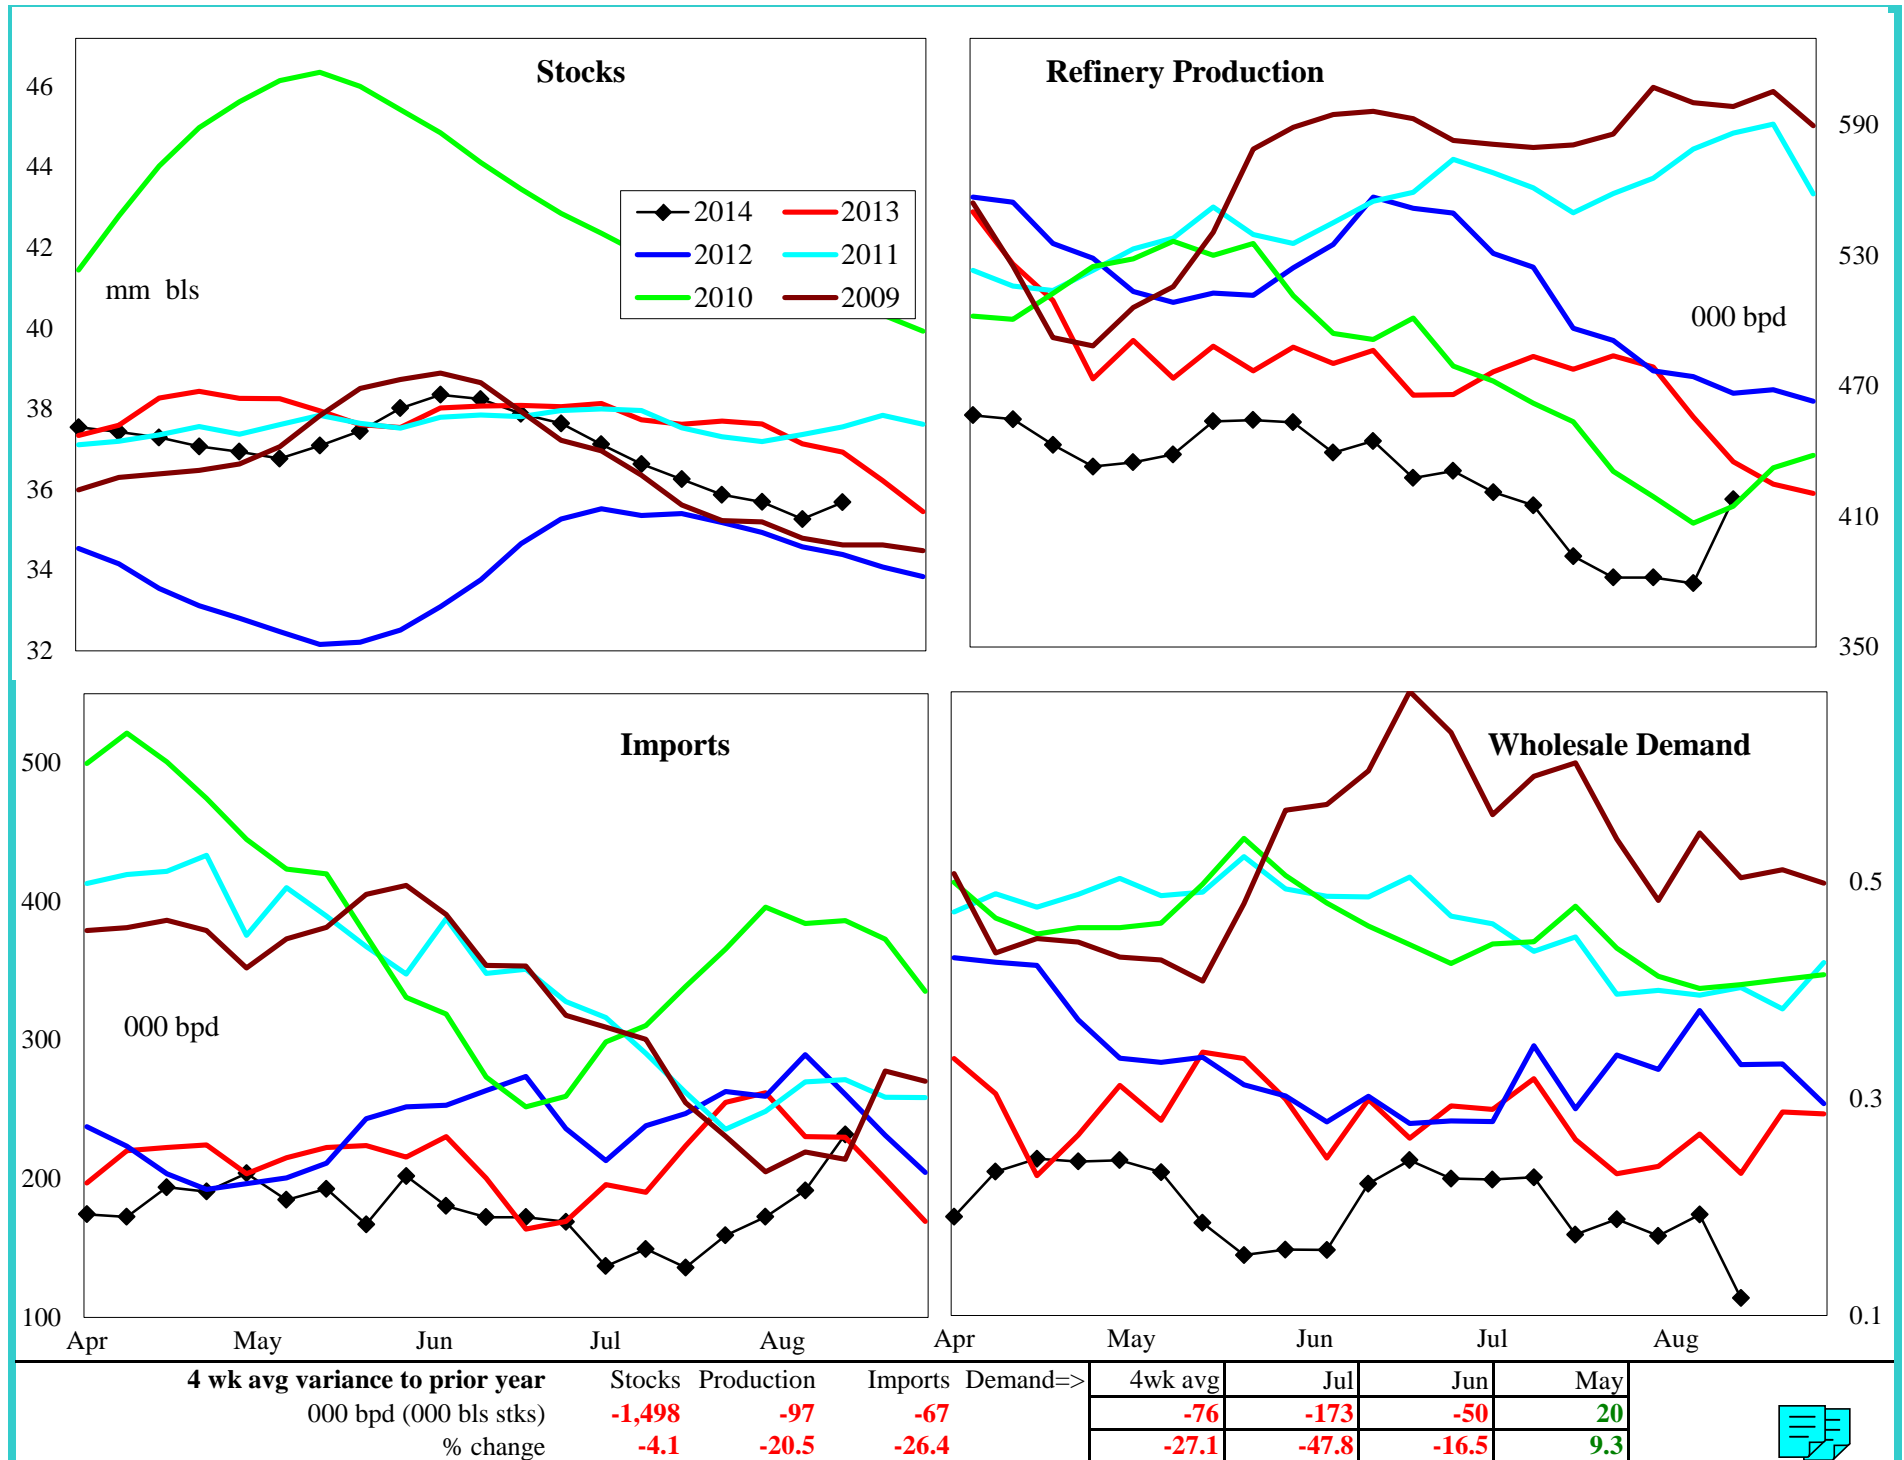 Stocks
46
44
42
40
38
36
34
32
mm bls
2014 2013
2012 2011
2010 2009
Refinery Production
590
530
470
410
350
000 bpd
Imports
500
400
300
200
100
000 bpd
Apr May Jun Jul Aug
Wholesale Demand
0.5
0.3
0.1
Apr May Jun Jul Aug
4 wk avg variance to prior year Stocks Production Imports Demand=> 4wk avg Jul Jun May
000 bpd (000 bls stks) -1,498 -97 -67 -76 -173 -50 20
% change -4.1 -20.5 -26.4 -27.1 -47.8 -16.5 9.3